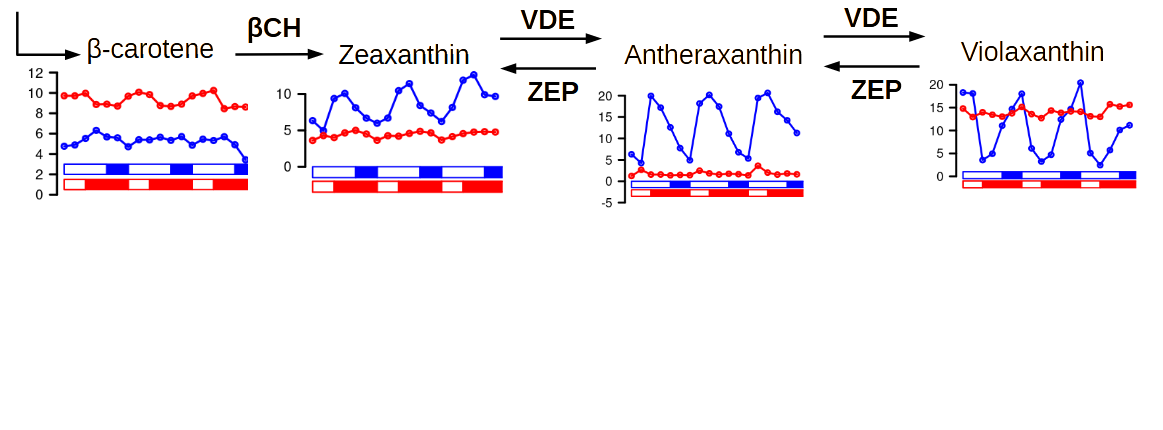 βCH
VDE
VDE
β-carotene
Zeaxanthin
Antheraxanthin
Violaxanthin
ZEP
ZEP
12
10
8
6
4
2
0
10
5
0
20
15
10
5
0
-5
20
15
10
5
0